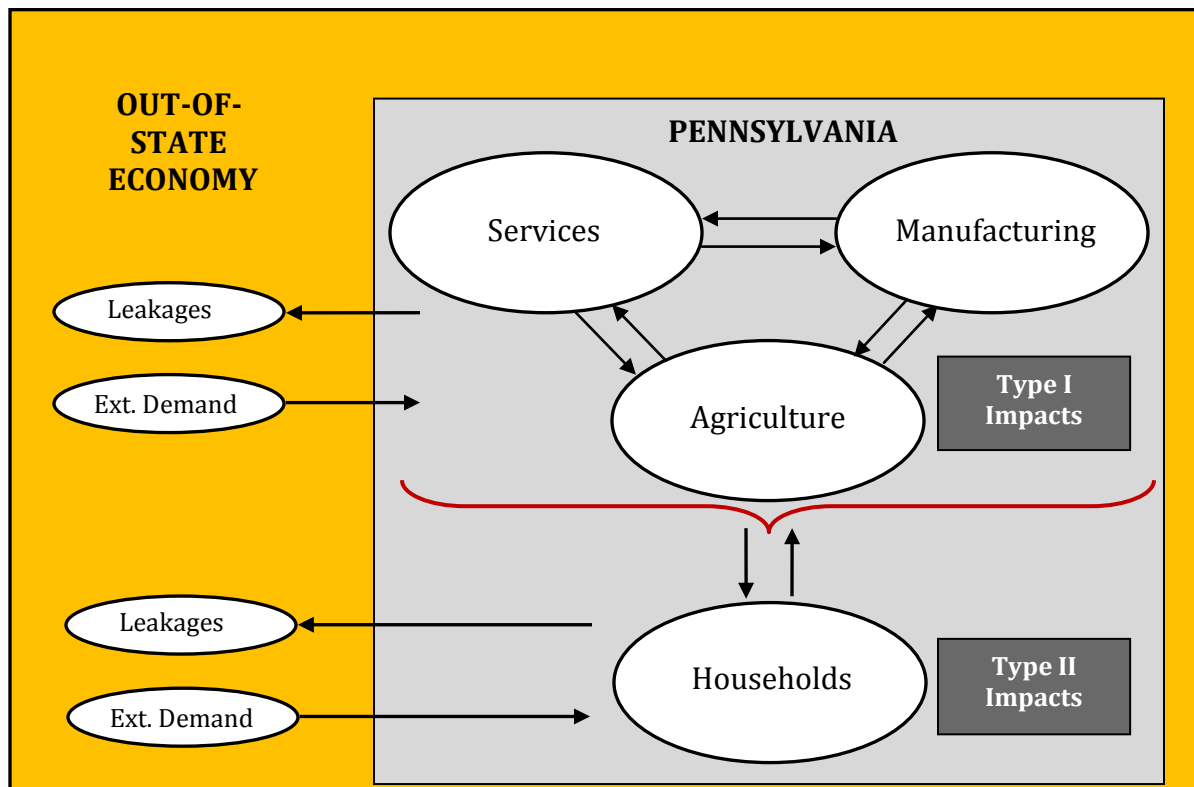 OUT-OF-
STATE
ECONOMY
PENNSYLVANIA
Services
Manufacturing
Leakages
Ext. Demand
Agriculture
Type I
Impacts
Leakages
Ext. Demand
Households
Type II
Impacts